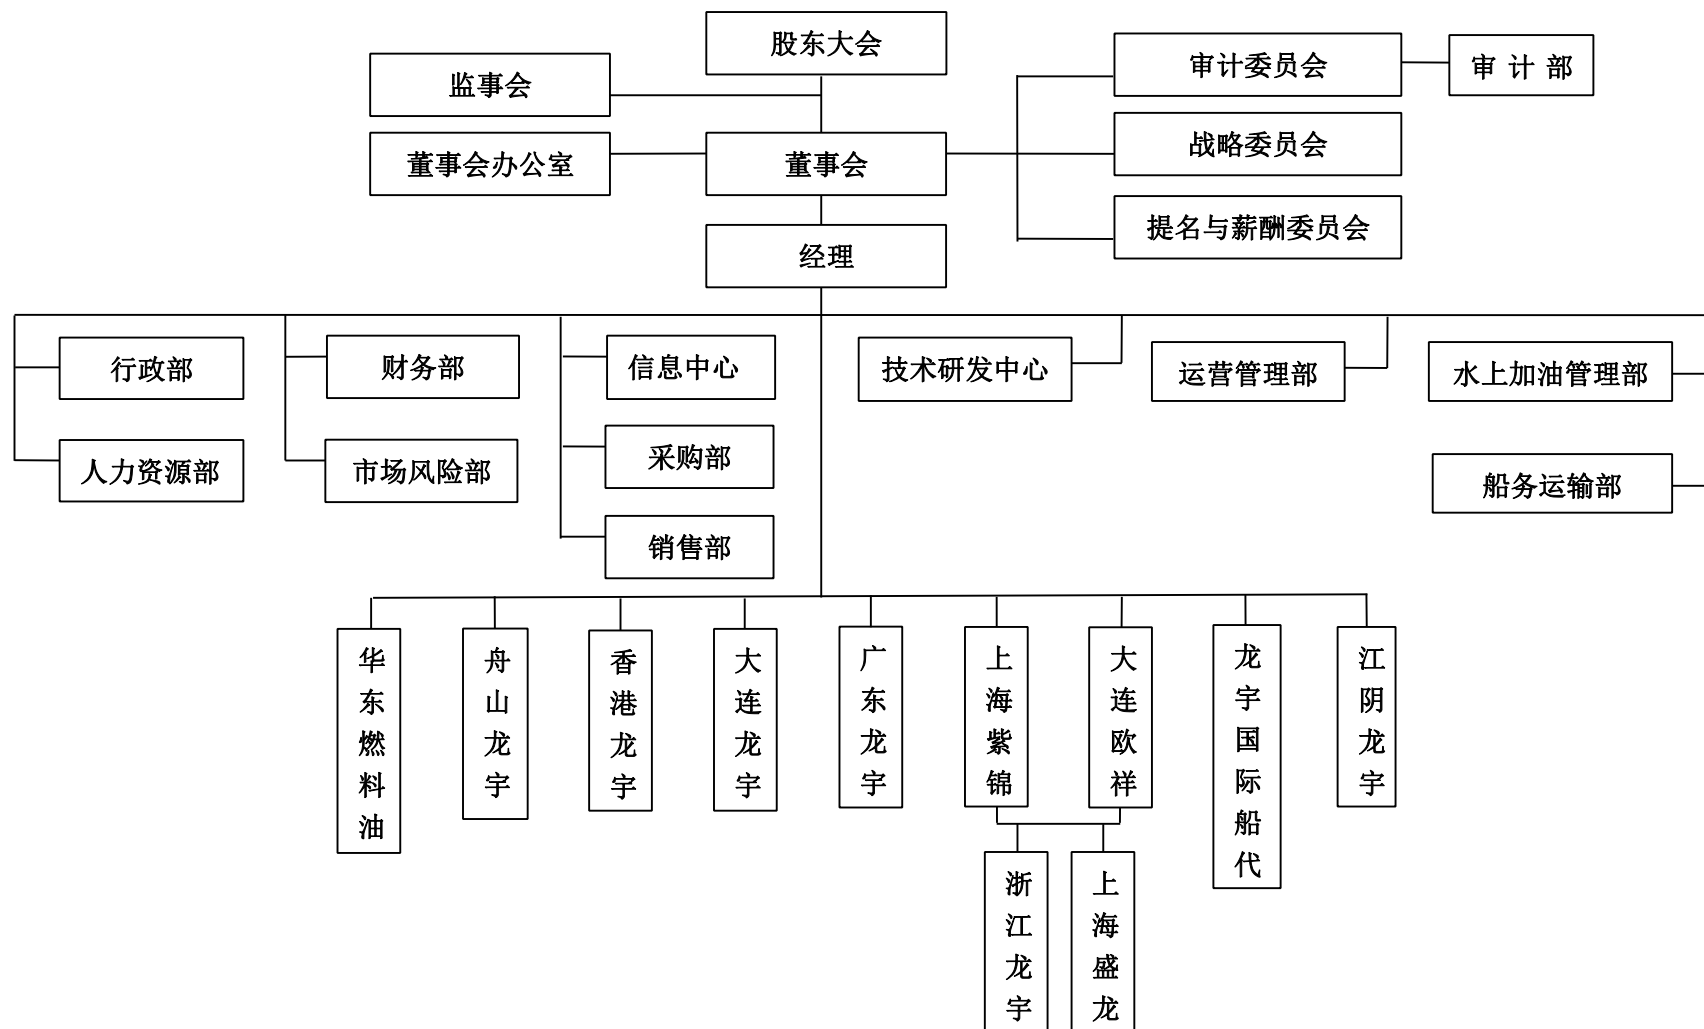 股东大会
监事会
审计委员会
审计部
董事会办公室
董事会
战略委员会
提名与薪酬委员会
经理
行政部
财务部
信息中心
技术研发中心
运营管理部
水上加油管理部
人力资源部
市场风险部
采购部
船务运输部
销售部
华东燃料油
舟山龙宇
香港龙宇
大连龙宇
广东龙宇
上海紫锦
大连欧祥
龙宇国际船代
江阴龙宇
浙江龙宇
上海盛龙